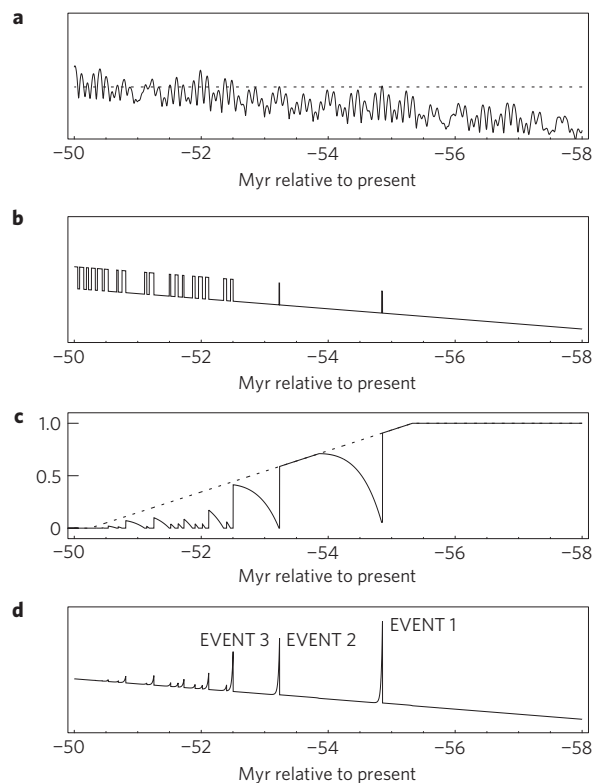 a
−50 −52 −54 −56 −58
Myr relative to present
b
−50 −52 −54 −56 −58
Myr relative to present
c
1.0
0.5
0
−50 −52 −54 −56 −58
Myr relative to present
d
EVENT 1
EVENT 3 EVENT 2
−50 −52 −54 −56 −58
Myr relative to present